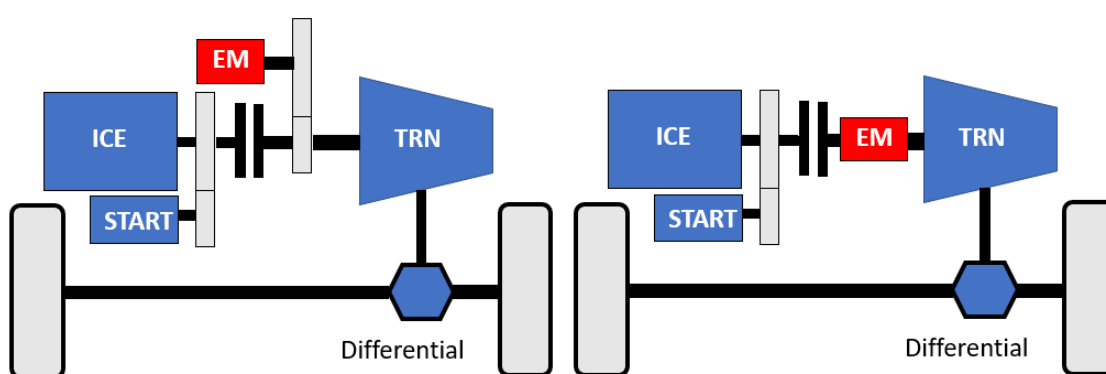 EM
ICE
TRN
START
Differential
ICE
EM
TRN
START
Differential